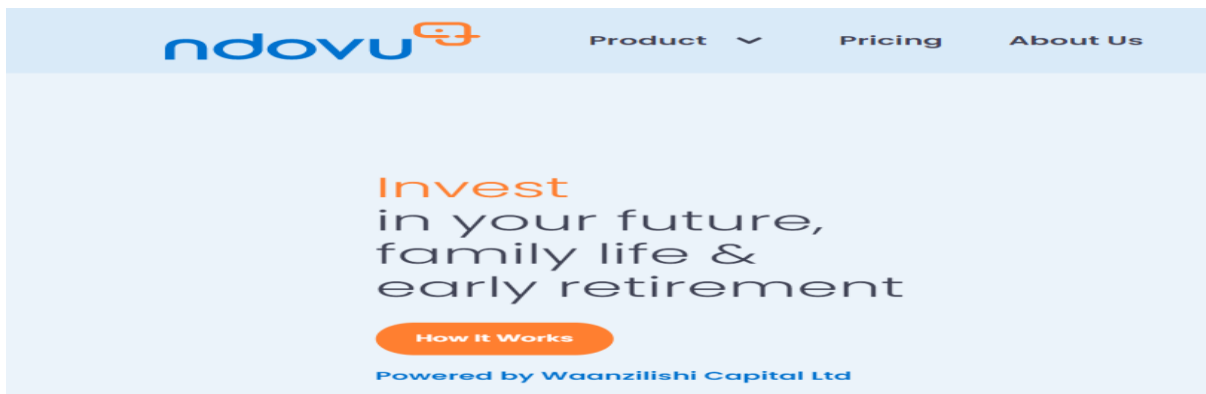 ndovu
Product Pricing About Us
Invest
in your future,
family life &
early retirement
How It Works
Powered by Waanzilishi Capital Ltd